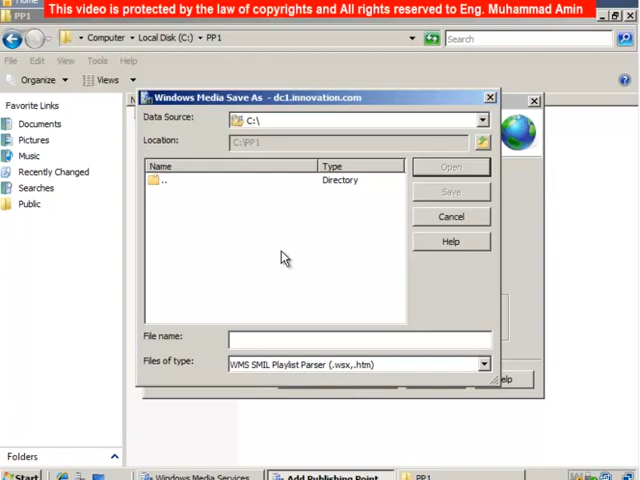 This video is protected by the law of copyrights and All rights reserved to Eng. Muhammad Amin
PP1
Computer Local Disk (C:) PP1
Search
File Edit View Tools Help
Organize Views
Favorite Links
Documents
Pictures
Music
Recently Changed
Searches
Public
Folders
Windows Media Save As - dc1.innovation.com
Data Source: C:\
Location: C:\PP1
Name Type
.. Directory
Open
Save
Cancel
Help
File name:
Files of type: WMS SMIL Playlist Parser (.wsx,.htm)
Start Windows Media Services Add Publishing Point PP1